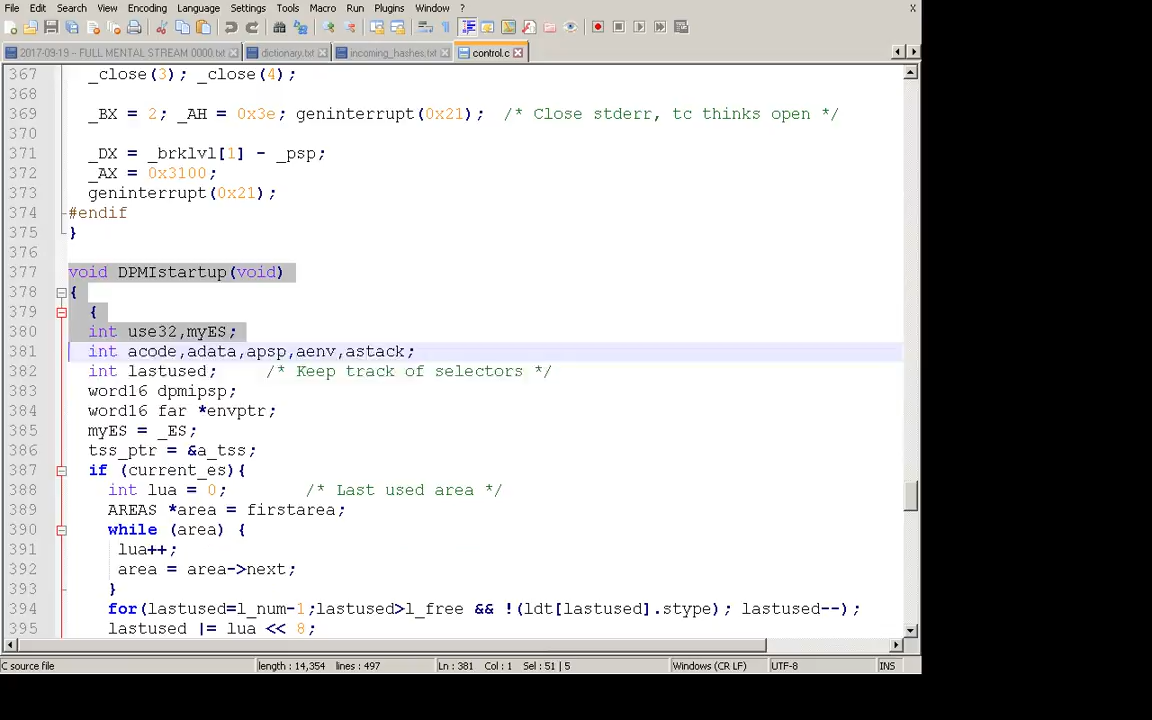 File Edit Search View Encoding Language Settings Tools Macro Run Plugins Window ? X
2017-09-19 – FULL MENTAL STREAM 0000.txt dictionary.txt incoming_hashes.txt control.c
367 _close(3); _close(4);
368
369 _BX = 2; _AH = 0x3e; geninterrupt(0x21); /* Close stderr, tc thinks open */
370
371 _DX = _brklvl[1] - _psp;
372 _AX = 0x3100;
373 geninterrupt(0x21);
374 #endif
375 }
376
377 void DPMIstartup(void)
378 {
379 {
380 int use32,myES;
381 int acode,adata,apsp,aenv,astack;
382 int lastused; /* Keep track of selectors */
383 word16 dpmipsp;
384 word16 far *envptr;
385 myES = _ES;
386 tss_ptr = &a_tss;
387 if (current_es){
388 int lua = 0; /* Last used area */
389 AREAS *area = firstarea;
390 while (area) {
391 lua++;
392 area = area->next;
393 }
394 for(lastused=l_num-1;lastused>l_free && !(ldt[lastused].stype); lastused--);
395 lastused |= lua << 8;
C source file length : 14,354 lines : 497 Ln : 381 Col : 1 Sel : 51 | 5 Windows (CR LF) UTF-8 INS